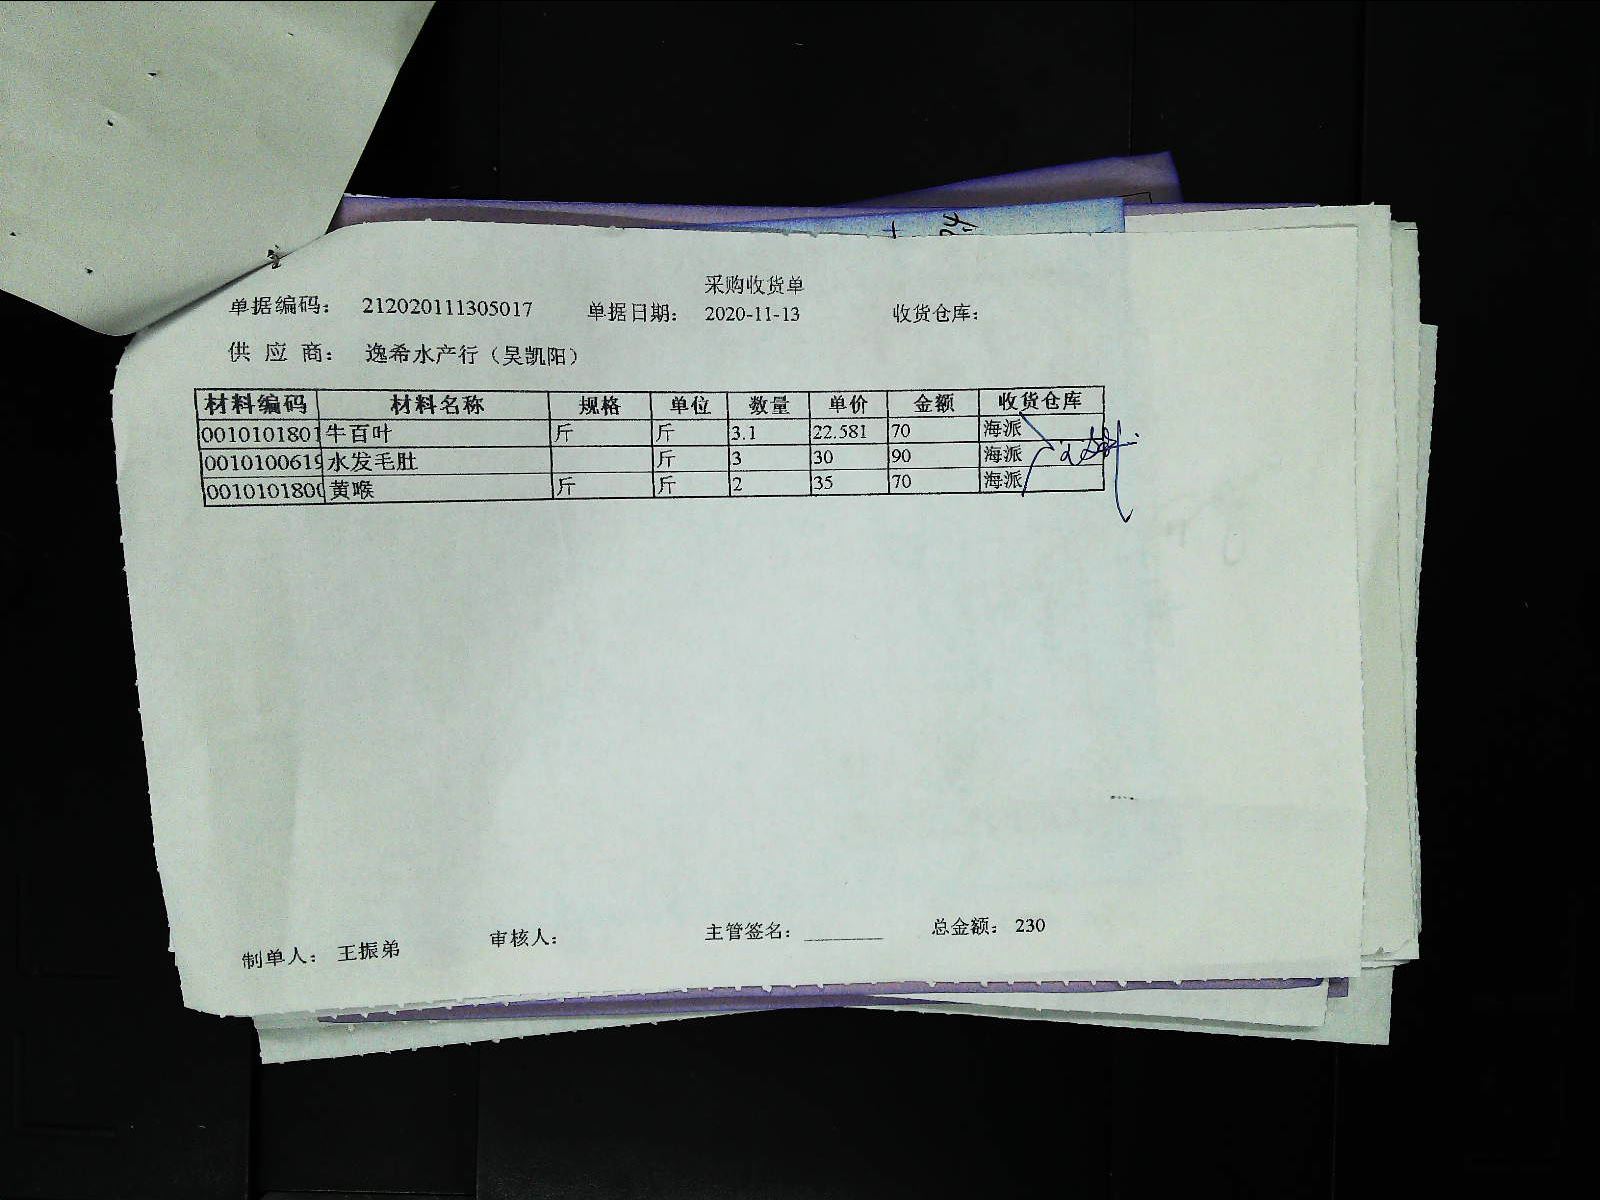 采购收货单
单据编码： 212020111305017 单据日期： 2020-11-13 收货仓库：
供 应 商： 逸希水产行（吴凯阳）
材料编码 材料名称 规格 单位 数量 单价 金额 收货仓库
0010101801 牛百叶 斤 斤 3.1 22.581 70 海派
0010100619 水发毛肚 斤 3 30 90 海派
0010101800 黄喉 斤 斤 2 35 70 海派
制单人： 王振弟 审核人： 主管签名： 总金额： 230